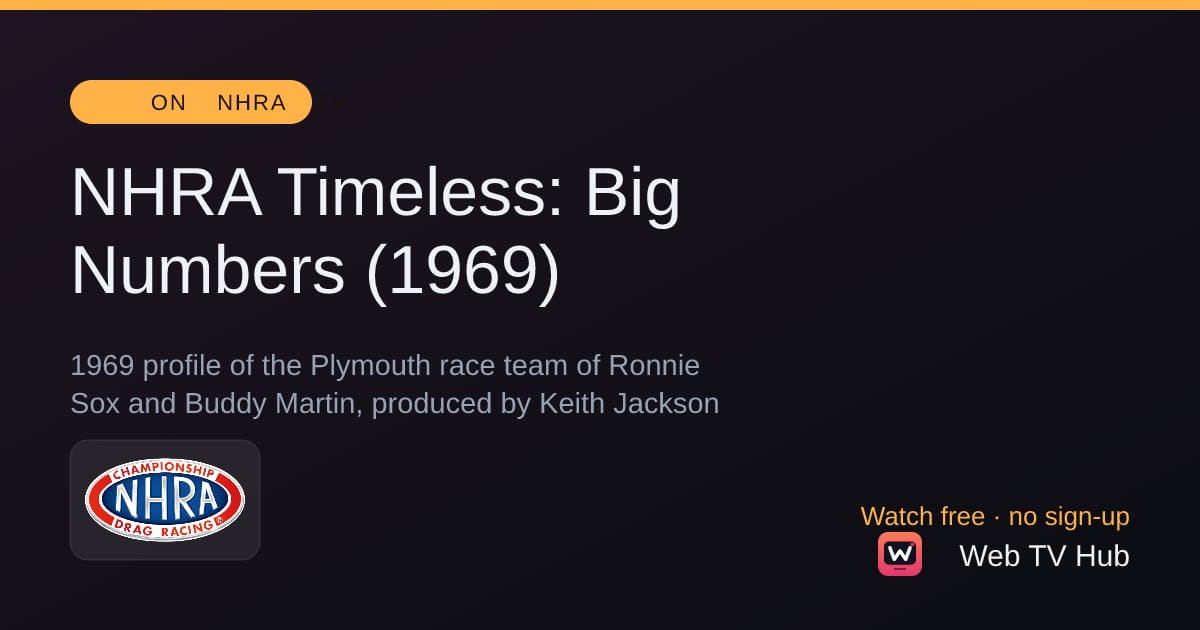 ON NHRA
NHRA Timeless: Big
Numbers (1969)
1969 profile of the Plymouth race team of Ronnie
Sox and Buddy Martin, produced by Keith Jackson
CHAMPIONSHIP
NHRA
DRAG RACING
Watch free · no sign-up
W
Web TV Hub